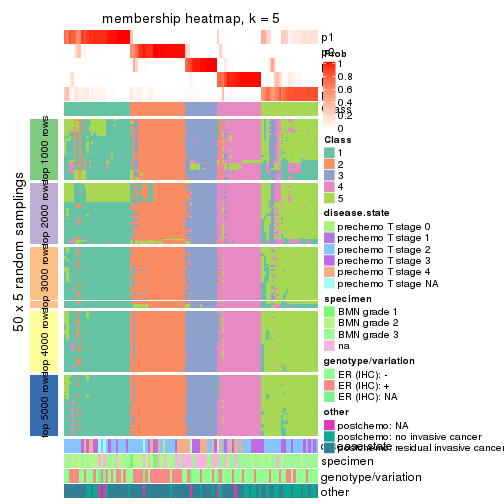 membership heatmap, k = 5
p1
Prob
1
0.8
0.6
0.4
0.2
0
Class
1
2
3
4
5
disease.state
prechemo T stage 0
prechemo T stage 1
prechemo T stage 2
prechemo T stage 3
prechemo T stage 4
prechemo T stage NA
specimen
BMN grade 1
BMN grade 2
BMN grade 3
na
genotype/variation
ER (IHC): -
ER (IHC): +
ER (IHC): NA
other
postchemo: NA
postchemo: no invasive cancer
postchemo: residual invasive cancer
50 x 5 random samplings
top 1000 rows
top 2000 rows
top 3000 rows
top 4000 rows
top 5000 rows
disease.state
specimen
genotype/variation
other